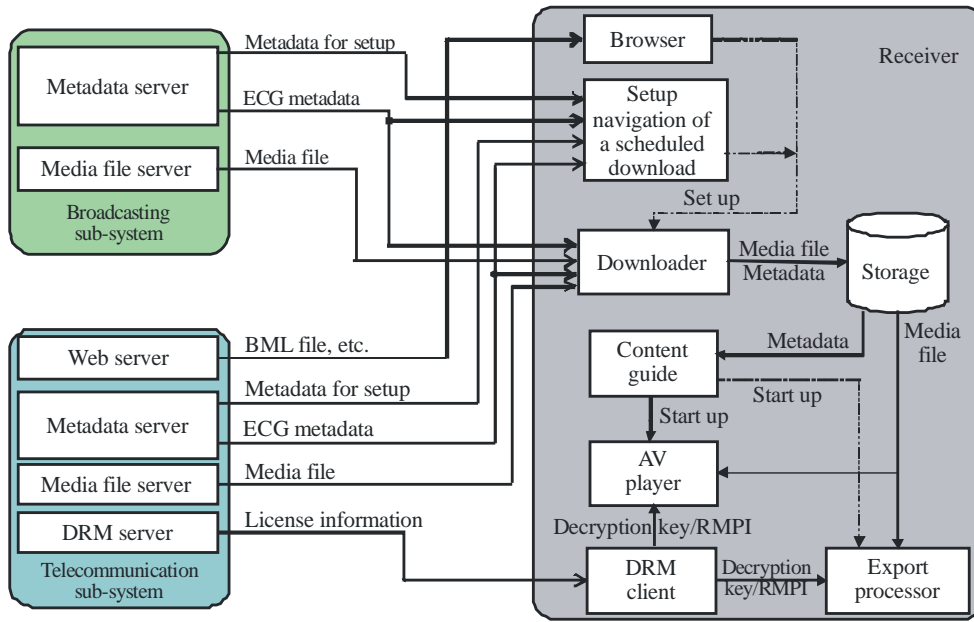 Metadata server
Media file server
Broadcasting
sub-system
Metadata for setup
ECG metadata
Media file
Web server
Metadata server
Media file server
DRM server
Telecommunication
sub-system
BML file, etc.
Metadata for setup
ECG metadata
Media file
License information
Receiver
Browser
Setup
navigation of
a scheduled
download
Set up
Downloader
Media file
Metadata
Storage
Metadata
Media
file
Content
guide
Start up
Start up
AV
player
Decryption key/RMPI
DRM
client
Decryption
key/RMPI
Export
processor